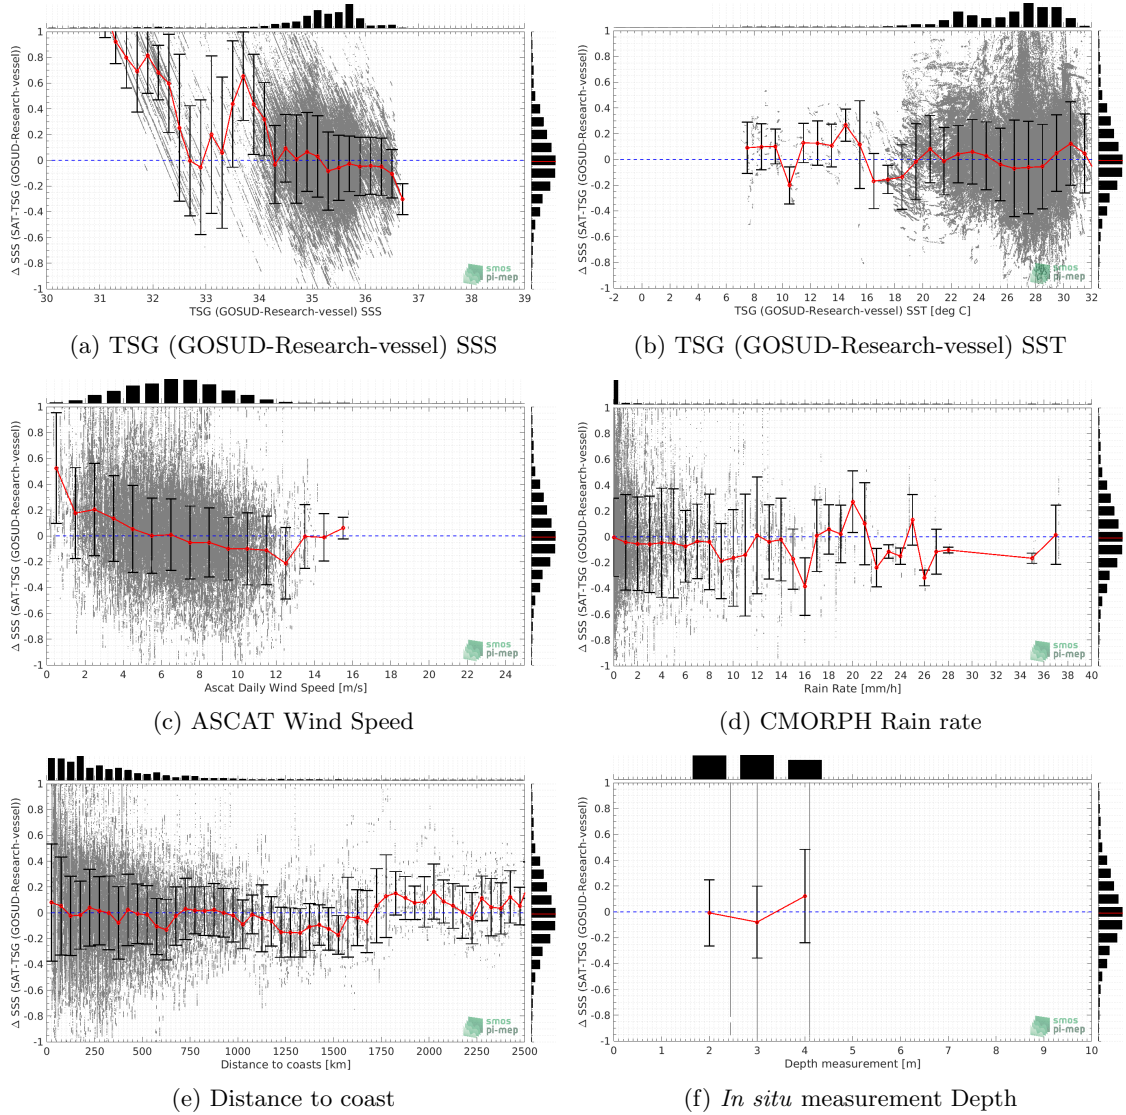 Δ SSS (SAT-TSG (GOSUD-Research-vessel))
1
0.8
0.6
0.4
0.2
0
-0.2
-0.4
-0.6
-0.8
-1
30 31 32 33 34 35 36 37 38 39
TSG (GOSUD-Research-vessel) SSS
smos
pi-mep
(a) TSG (GOSUD-Research-vessel) SSS
Δ SSS (SAT-TSG (GOSUD-Research-vessel))
1
0.8
0.6
0.4
0.2
0
-0.2
-0.4
-0.6
-0.8
-1
-2 0 2 4 6 8 10 12 14 16 18 20 22 24 26 28 30 32
TSG (GOSUD-Research-vessel) SST [deg C]
smos
pi-mep
(b) TSG (GOSUD-Research-vessel) SST
Δ SSS (SAT-TSG (GOSUD-Research-vessel))
1
0.8
0.6
0.4
0.2
0
-0.2
-0.4
-0.6
-0.8
-1
0 2 4 6 8 10 12 14 16 18 20 22 24
Ascat Daily Wind Speed [m/s]
smos
pi-mep
(c) ASCAT Wind Speed
Δ SSS (SAT-TSG (GOSUD-Research-vessel))
1
0.8
0.6
0.4
0.2
0
-0.2
-0.4
-0.6
-0.8
-1
0 2 4 6 8 10 12 14 16 18 20 22 24 26 28 30 32 34 36 38 40
Rain Rate [mm/h]
smos
pi-mep
(d) CMORPH Rain rate
Δ SSS (SAT-TSG (GOSUD-Research-vessel))
1
0.8
0.6
0.4
0.2
0
-0.2
-0.4
-0.6
-0.8
-1
0 250 500 750 1000 1250 1500 1750 2000 2250 2500
Distance to coasts [km]
smos
pi-mep
(e) Distance to coast
Δ SSS (SAT-TSG (GOSUD-Research-vessel))
1
0.8
0.6
0.4
0.2
0
-0.2
-0.4
-0.6
-0.8
-1
0 1 2 3 4 5 6 7 8 9 10
Depth measurement [m]
smos
pi-mep
(f) In situ measurement Depth